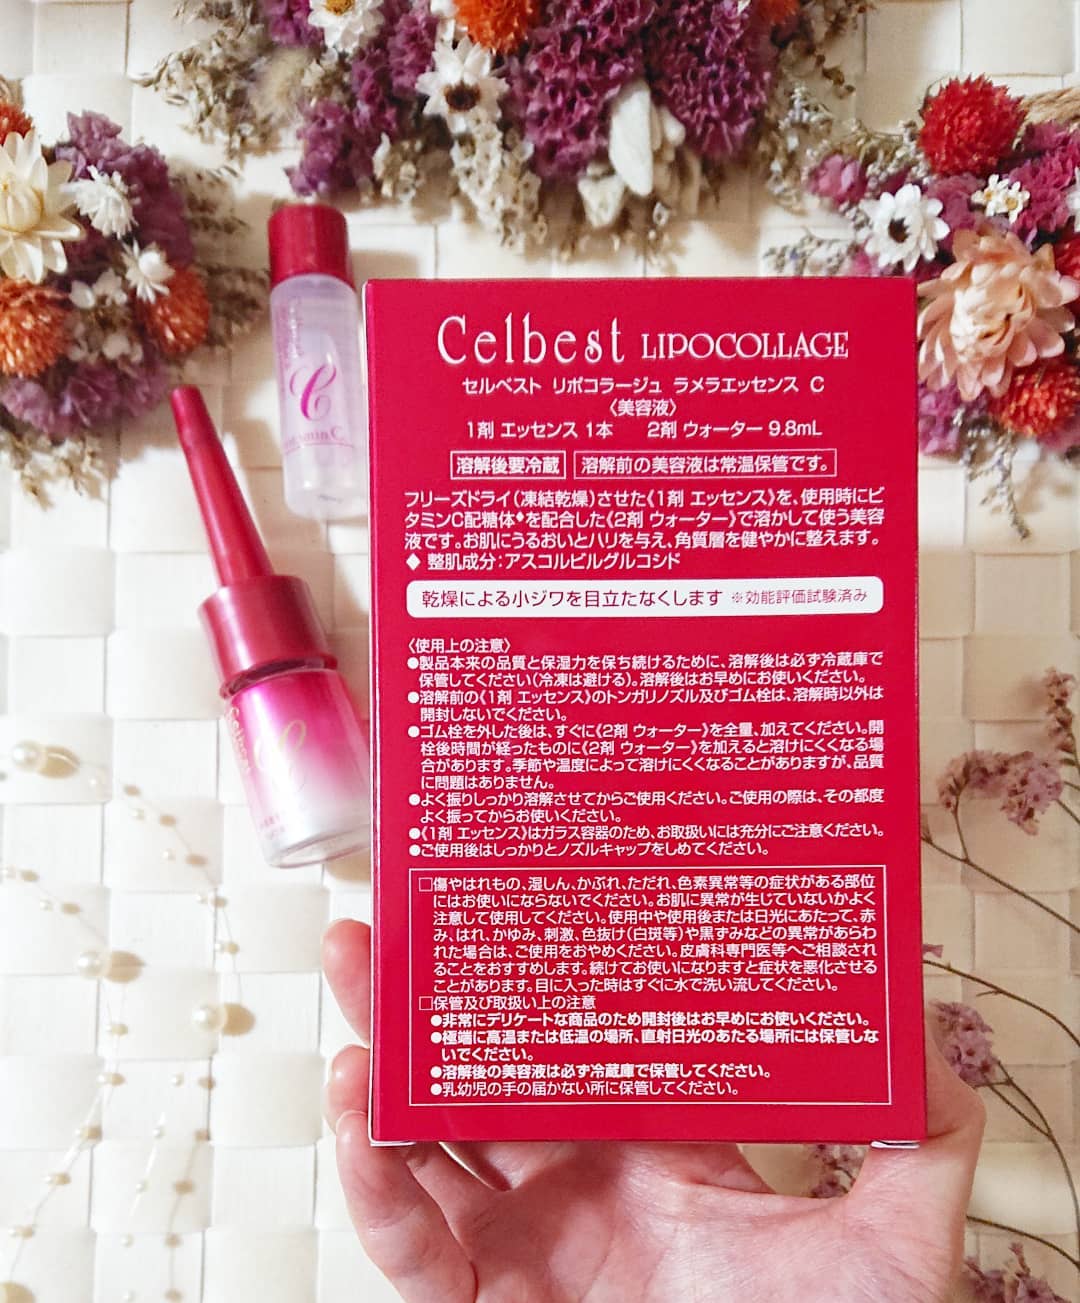 Celbest LIPOCOLLAGE
セルベスト リポコラージュ ラメラエッセンス C
〈美容液〉
1剤 エッセンス 1本 2剤 ウォーター 9.8mL
溶解後要冷蔵 溶解前の美容液は常温保管です。
フリーズドライ(凍結乾燥)させた《1剤 エッセンス》を、使用時にビ
タミンC配糖体◆を配合した《2剤 ウォーター》で溶かして使う美容
液です。お肌にうるおいとハリを与え、角質層を健やかに整えます。
◆ 整肌成分:アスコルビルグルコシド
乾燥による小ジワを目立たなくします ※効能評価試験済み
〈使用上の注意〉
●製品本来の品質と保湿力を保ち続けるために、溶解後は必ず冷蔵庫で
保管してください(冷凍は避ける)。溶解後はお早めにお使いください。
●溶解前の《1剤 エッセンス》のトンガリノズル及びゴム栓は、溶解時以外は
開封しないでください。
●ゴム栓を外した後は、すぐに《2剤 ウォーター》を全量、加えてください。開
栓後時間が経ったものに《2剤 ウォーター》を加えると溶けにくくなる場
合があります。季節や温度によって溶けにくくなることがありますが、品質
に問題はありません。
●よく振りしっかり溶解させてからご使用ください。ご使用の際は、その都度
よく振ってからお使いください。
●《1剤 エッセンス》はガラス容器のため、お取扱いには充分にご注意ください。
●ご使用後はしっかりとノズルキャップをしめてください。
□傷やはれもの、湿しん、かぶれ、ただれ、色素異常等の症状がある部位
にはお使いにならないでください。お肌に異常が生じていないかよく
注意して使用してください。使用中や使用後または日光にあたって、赤
み、はれ、かゆみ、刺激、色抜け(白斑等)や黒ずみなどの異常があらわ
れた場合は、ご使用をおやめください。皮膚科専門医等へご相談され
ることをおすすめします。続けてお使いになりますと症状を悪化させる
ことがあります。目に入った時はすぐに水で洗い流してください。
□保管及び取扱い上の注意
●非常にデリケートな商品のため開封後はお早めにお使いください。
●極端に高温または低温の場所、直射日光のあたる場所には保管しな
いでください。
●溶解後の美容液は必ず冷蔵庫で保管してください。
●乳幼児の手の届かない所に保管してください。
C
C
Celbest